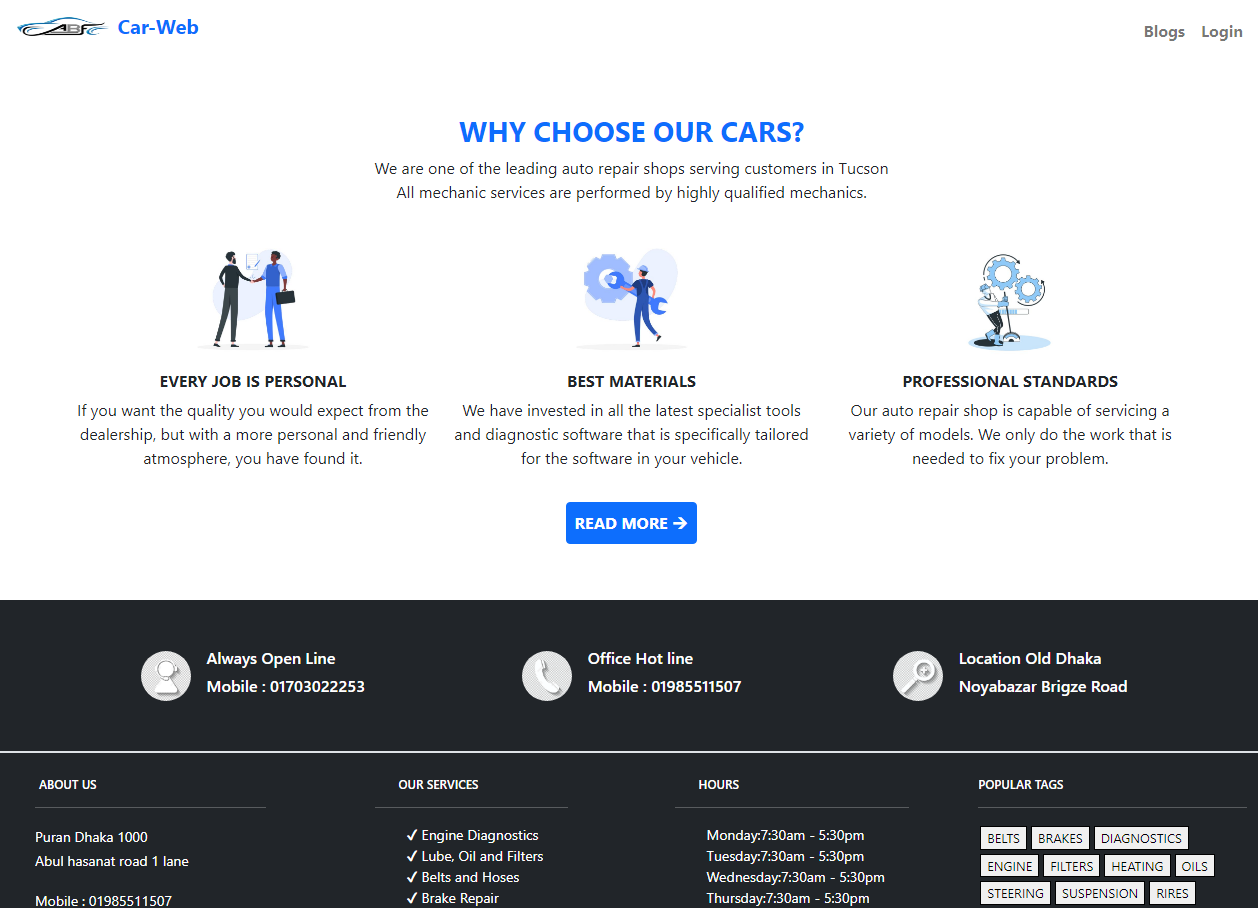 ABF Car-Web
Blogs Login
WHY CHOOSE OUR CARS?
We are one of the leading auto repair shops serving customers in Tucson
All mechanic services are performed by highly qualified mechanics.
EVERY JOB IS PERSONAL
If you want the quality you would expect from the
dealership, but with a more personal and friendly
atmosphere, you have found it.
BEST MATERIALS
We have invested in all the latest specialist tools
and diagnostic software that is specifically tailored
for the software in your vehicle.
PROFESSIONAL STANDARDS
Our auto repair shop is capable of servicing a
variety of models. We only do the work that is
needed to fix your problem.
READ MORE →
Always Open Line
Mobile : 01703022253
Office Hot line
Mobile : 01985511507
Location Old Dhaka
Noyabazar Brigze Road
ABOUT US
Puran Dhaka 1000
Abul hasanat road 1 lane
Mobile : 01985511507
OUR SERVICES
✓ Engine Diagnostics
✓ Lube, Oil and Filters
✓ Belts and Hoses
✓ Brake Repair
HOURS
Monday:7:30am - 5:30pm
Tuesday:7:30am - 5:30pm
Wednesday:7:30am - 5:30pm
Thursday:7:30am - 5:30pm
POPULAR TAGS
BELTS BRAKES DIAGNOSTICS
ENGINE FILTERS HEATING OILS
STEERING SUSPENSION RIRES